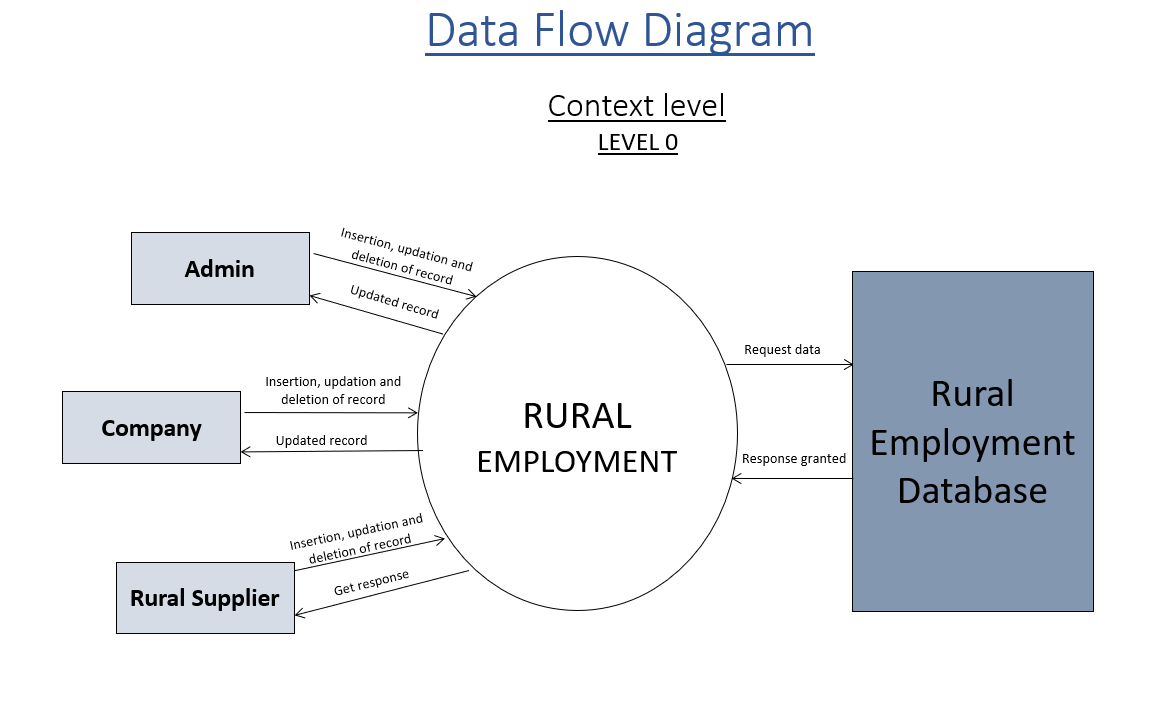 Data Flow Diagram
Context level
LEVEL 0
Admin
Insertion, updation and
deletion of record
Updated record
Company
Insertion, updation and
deletion of record
Updated record
Rural Supplier
Insertion, updation and
deletion of record
Get response
RURAL
EMPLOYMENT
Request data
Response granted
Rural
Employment
Database